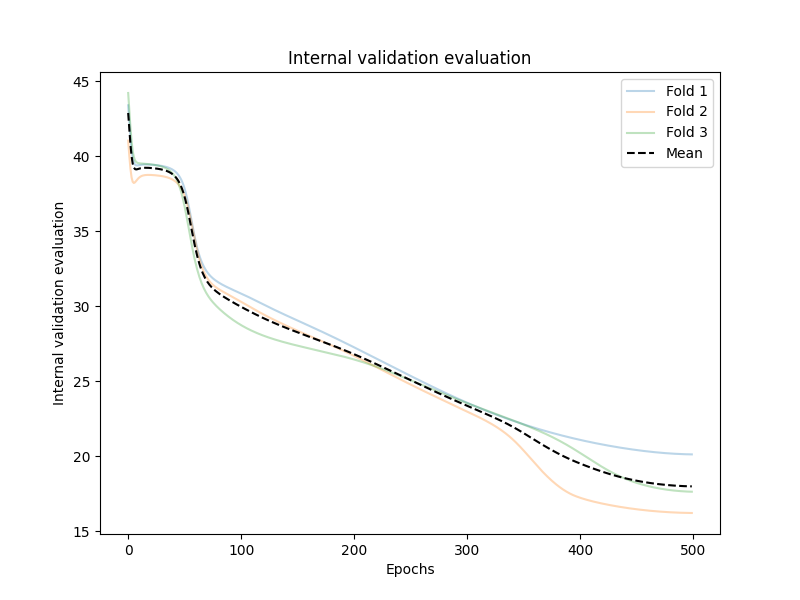 Internal validation evaluation
Internal validation evaluation
45
40
35
30
25
20
15
0 100 200 300 400 500
Epochs
Fold 1
Fold 2
Fold 3
Mean